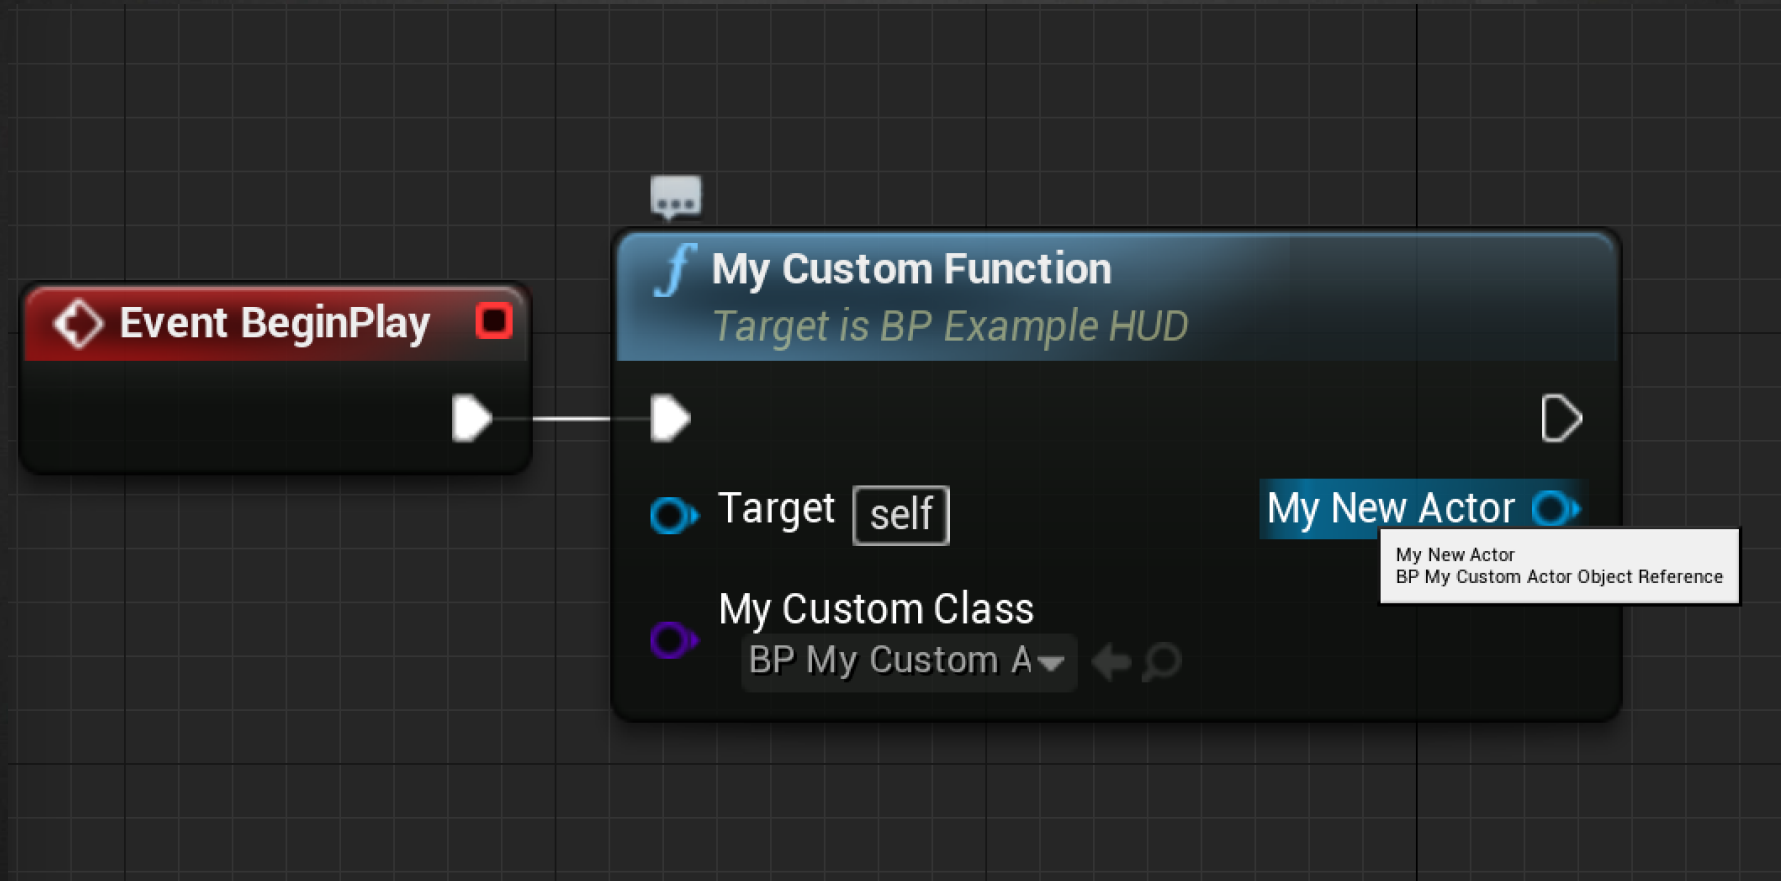 Event BeginPlay
My Custom Function
Target is BP Example HUD
Target self
My New Actor
My New Actor
BP My Custom Actor Object Reference
My Custom Class
BP My Custom A